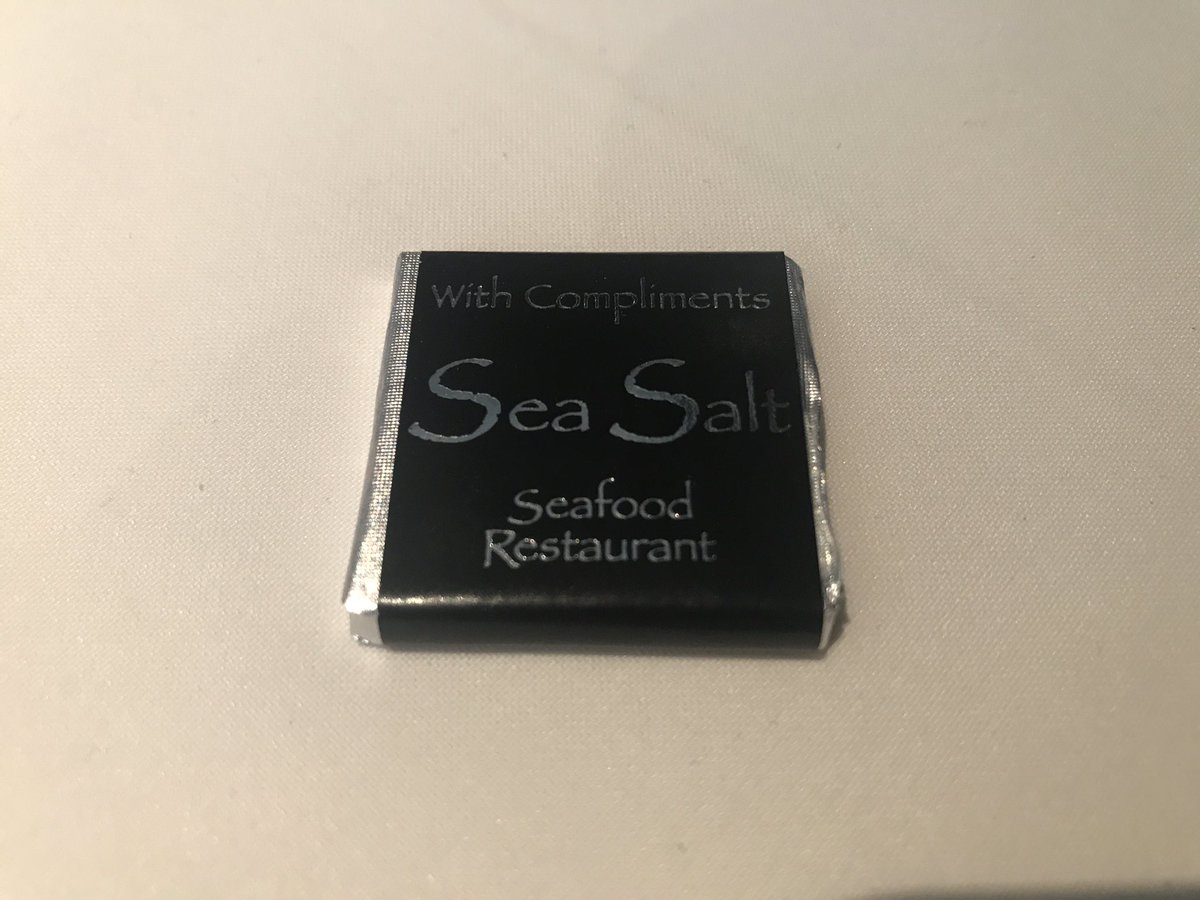 With Compliments
Sea Salt
Seafood
Restaurant